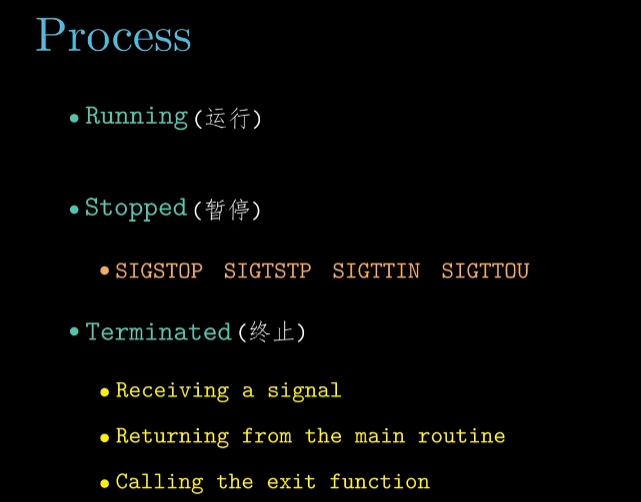 Process
• Running (运行)
• Stopped (暂停)
• SIGSTOP SIGTSTP SIGTTIN SIGTTOU
• Terminated (终止)
• Receiving a signal
• Returning from the main routine
• Calling the exit function